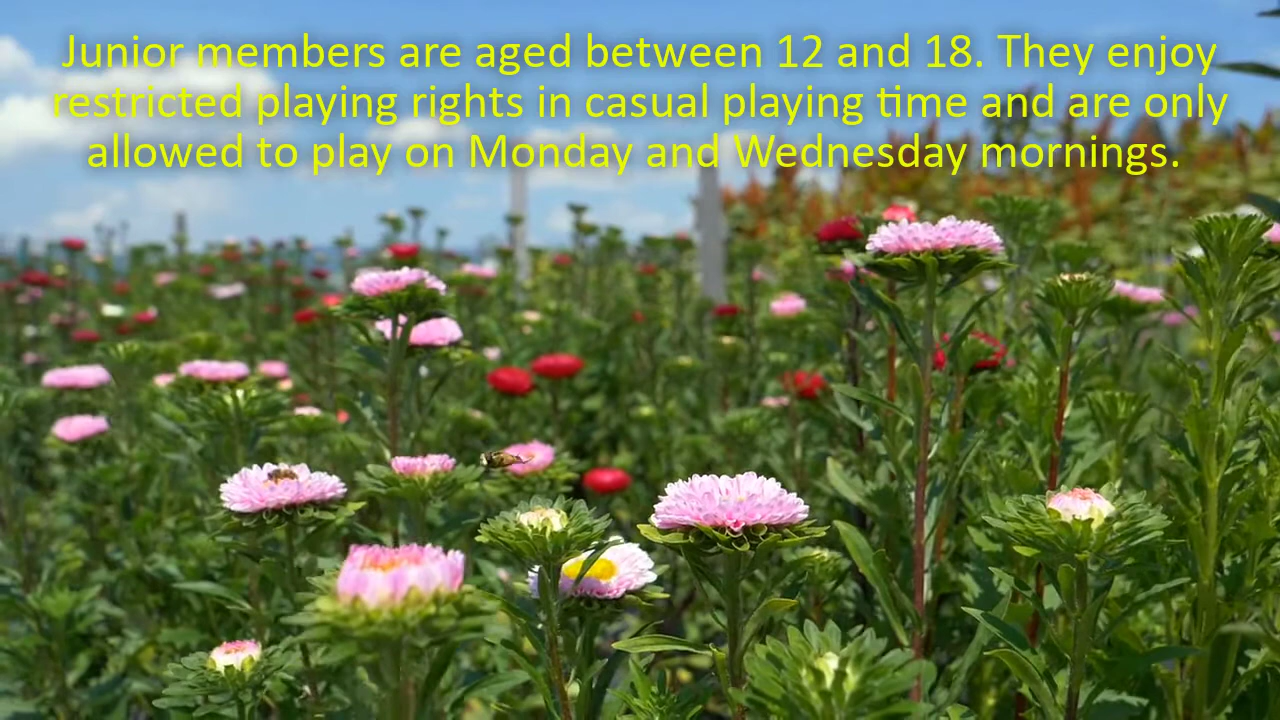 Junior members are aged between 12 and 18. They enjoy
restricted playing rights in casual playing time and are only
allowed to play on Monday and Wednesday mornings.